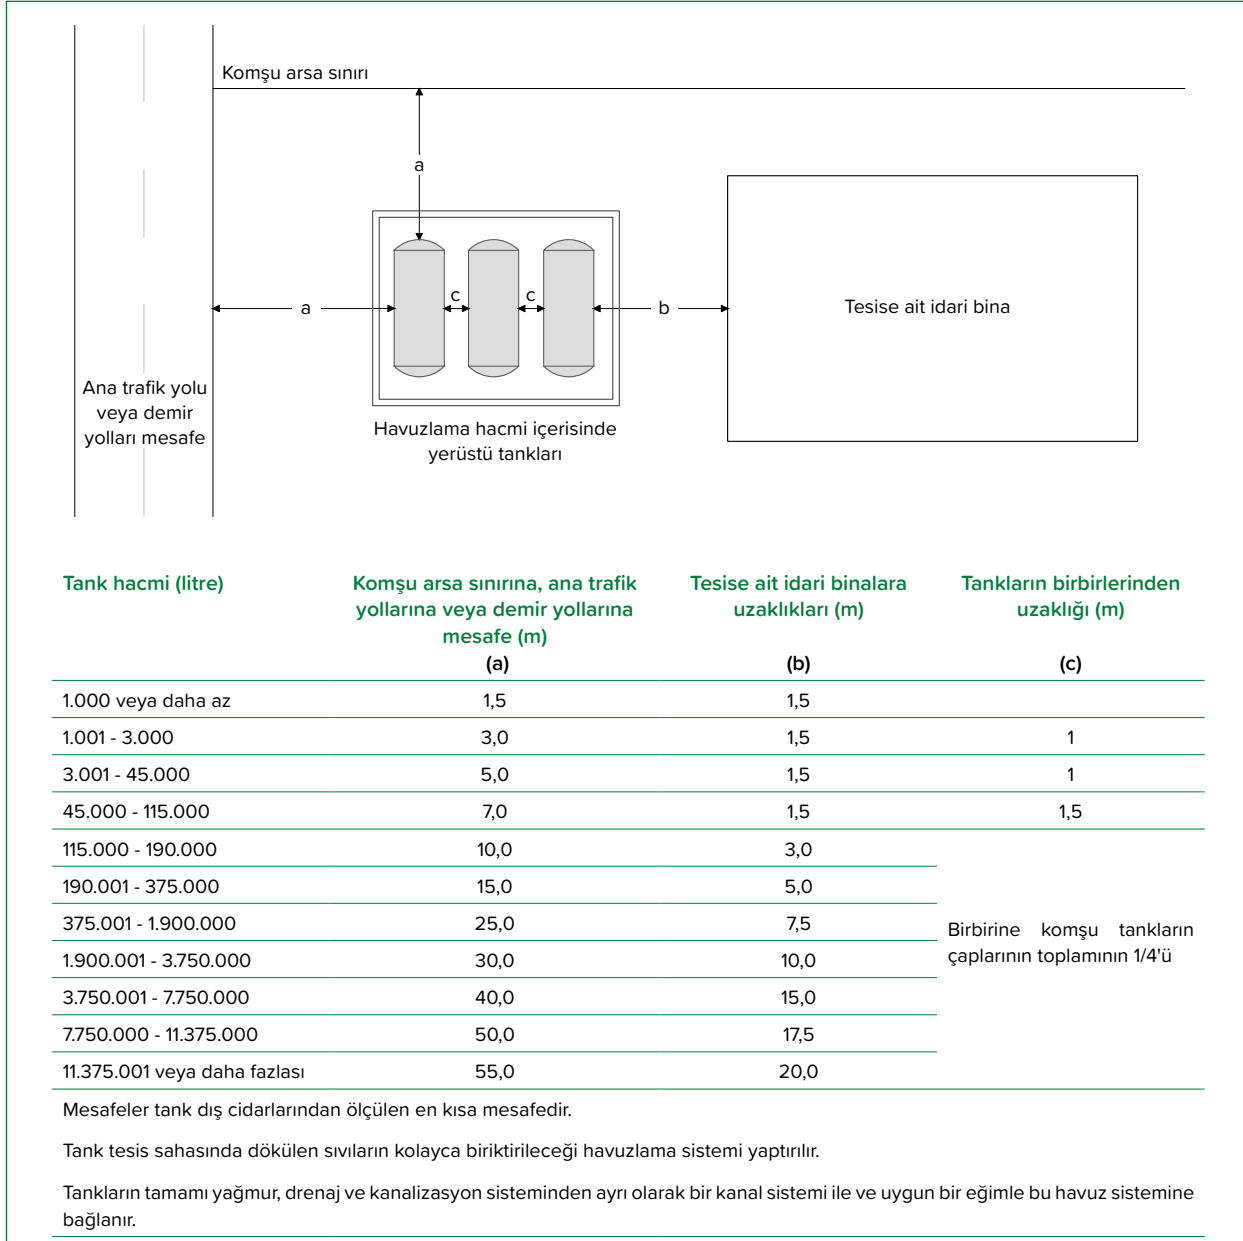 Komşu arsa sınırı
a
c
c
a
b
Tesise ait idari bina
Ana trafik yolu
veya demir
yolları mesafe
Havuzlama hacmi içerisinde
yerüstü tankları
Tank hacmi (litre) Komşu arsa sınırına, ana trafik Tesise ait idari binalara Tankların birbirlerinden
yollarına veya demir yollarına uzaklıkları (m) uzaklığı (m)
mesafe (m)
(a) (b) (c)
1.000 veya daha az 1,5 1,5
1.001 - 3.000 3,0 1,5 1
3.001 - 45.000 5,0 1,5 1
45.000 - 115.000 7,0 1,5 1,5
115.000 - 190.000 10,0 3,0
190.001 - 375.000 15,0 5,0
375.001 - 1.900.000 25,0 7,5
Birbirine komşu tankların
çaplarının toplamının 1/4'ü
1.900.001 - 3.750.000 30,0 10,0
3.750.001 - 7.750.000 40,0 15,0
7.750.000 - 11.375.000 50,0 17,5
11.375.001 veya daha fazlası 55,0 20,0
Mesafeler tank dış cidarlarından ölçülen en kısa mesafedir.
Tank tesis sahasında dökülen sıvıların kolayca biriktirileceği havuzlama sistemi yaptırılır.
Tankların tamamı yağmur, drenaj ve kanalizasyon sisteminden ayrı olarak bir kanal sistemi ile ve uygun bir eğimle bu havuz sistemine
bağlanır.